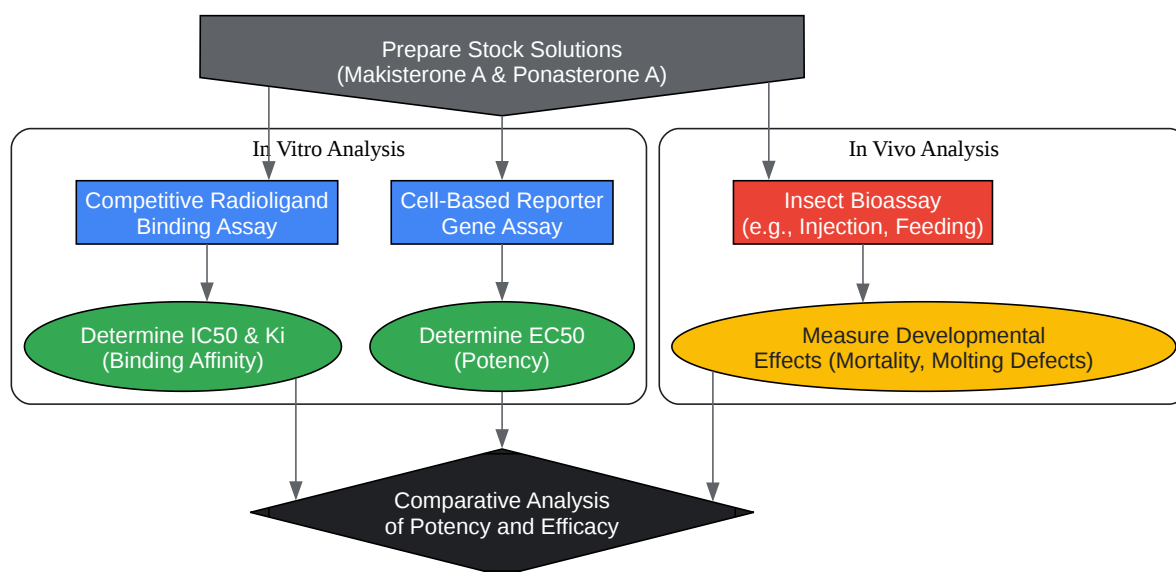 Prepare Stock Solutions
(Makisterone A & Ponasterone A)
In Vitro Analysis
In Vivo Analysis
Competitive Radioligand
Binding Assay
Cell-Based Reporter
Gene Assay
Insect Bioassay
(e.g., Injection, Feeding)
Determine IC50 & Ki
(Binding Affinity)
Determine EC50
(Potency)
Measure Developmental
Effects (Mortality, Molting Defects)
Comparative Analysis
of Potency and Efficacy